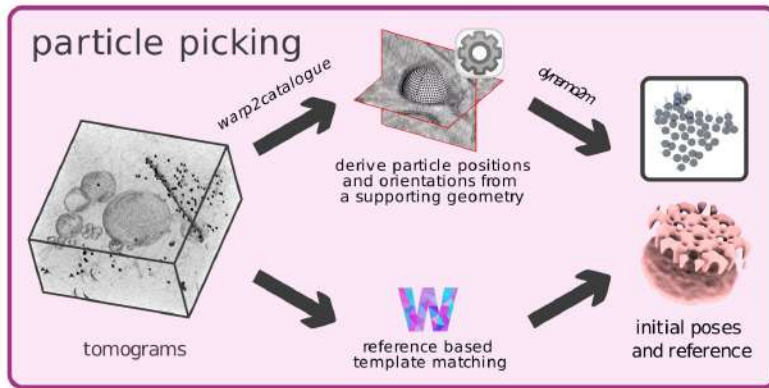 particle picking
warp2catalogue
dynamo2m
derive particle positions
and orientations from
a supporting geometry
W
reference based
template matching
tomograms
initial poses
and reference